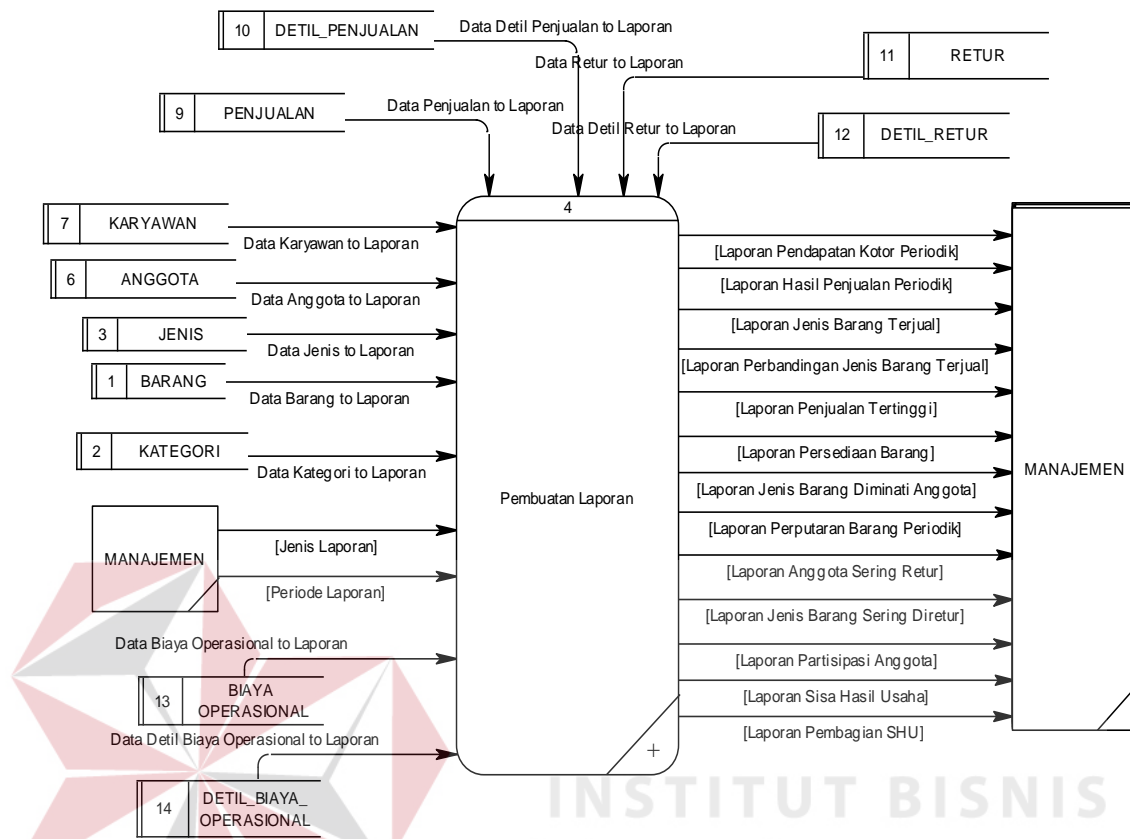 10 DETIL_PENJUALAN
Data Detil Penjualan to Laporan
11 RETUR
Data Retur to Laporan
9 PENJUALAN
Data Penjualan to Laporan
12 DETIL_RETUR
Data Detil Retur to Laporan
4
Pembuatan Laporan
+
7 KARYAWAN
Data Karyawan to Laporan
6 ANGGOTA
Data Anggota to Laporan
3 JENIS
Data Jenis to Laporan
1 BARANG
Data Barang to Laporan
2 KATEGORI
Data Kategori to Laporan
MANAJEMEN
[Jenis Laporan]
[Periode Laporan]
Data Biaya Operasional to Laporan
13 BIAYA
OPERASIONAL
Data Detil Biaya Operasional to Laporan
14 DETIL_BIAYA_
OPERASIONAL
[Laporan Pendapatan Kotor Periodik]
[Laporan Hasil Penjualan Periodik]
[Laporan Jenis Barang Terjual]
[Laporan Perbandingan Jenis Barang Terjual]
[Laporan Penjualan Tertinggi]
[Laporan Persediaan Barang]
[Laporan Jenis Barang Diminati Anggota]
[Laporan Perputaran Barang Periodik]
[Laporan Anggota Sering Retur]
[Laporan Jenis Barang Sering Diretur]
[Laporan Partisipasi Anggota]
[Laporan Sisa Hasil Usaha]
[Laporan Pembagian SHU]
MANAJEMEN
INSTITUT BISNIS